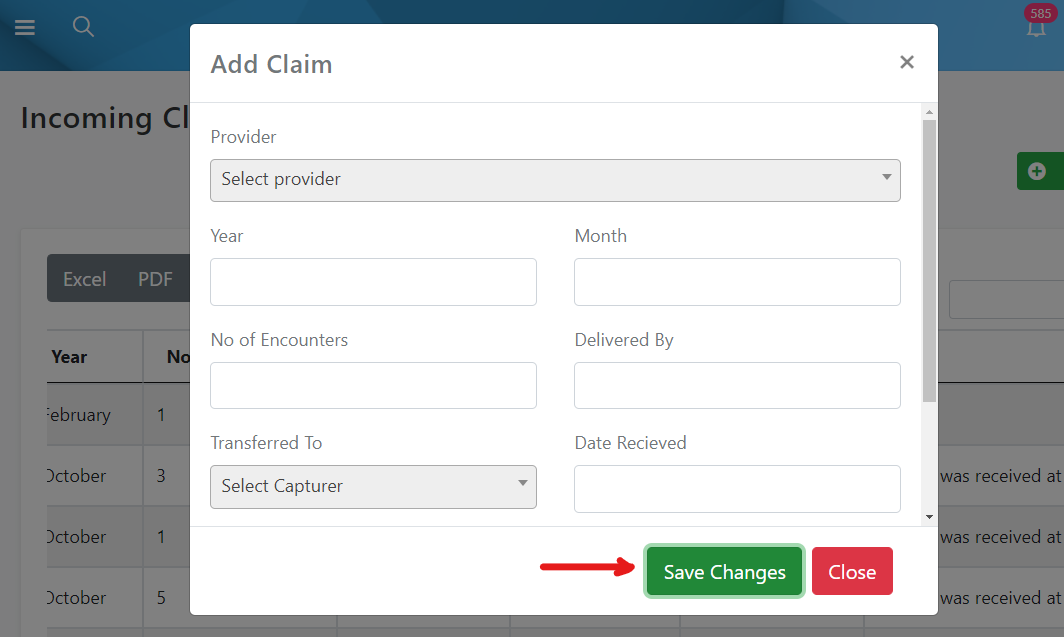 585
Add Claim ×
Incoming Cl
Provider
Select provider
Year Month
Excel PDF
No of Encounters Delivered By
Year No
February 1
Transferred To Date Recieved
October 3 Select Capturer was received at
October 1 was received at
Save Changes Close
October 5 was received at